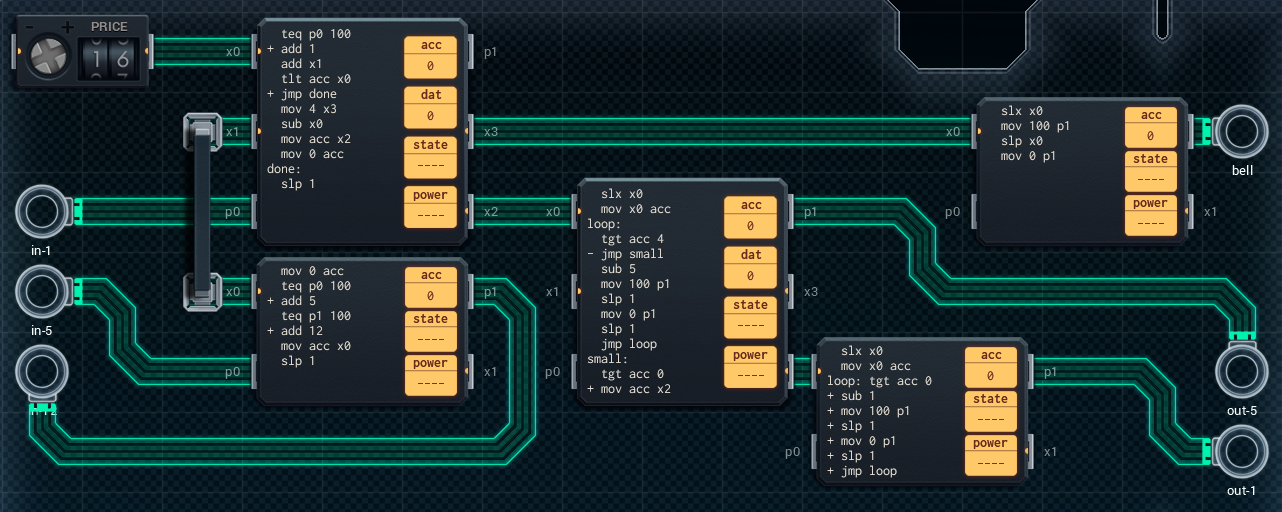 - + PRICE
1 6
x0
teq p0 100
+ add 1
add x1
tlt acc x0
+ jmp done
mov 4 x3
sub x0
mov acc x2
mov 0 acc
done:
slp 1
acc
0
dat
0
state
----
power
----
p1
x1
x3
p0
x2
in-1
in-5
x0
mov 0 acc
teq p0 100
+ add 5
teq p1 100
+ add 12
mov acc x0
slp 1
acc
0
state
----
power
----
p1
p0
x1
x0
slx x0
mov x0 acc
loop:
tgt acc 4
- jmp small
sub 5
mov 100 p1
slp 1
mov 0 p1
slp 1
jmp loop
small:
tgt acc 0
+ mov acc x2
acc
0
dat
0
state
----
power
----
p1
x1
x3
p0
x0
slx x0
mov 100 p1
slp x0
mov 0 p1
acc
0
state
----
power
----
p0
x1
bell
slx x0
mov x0 acc
loop: tgt acc 0
+ sub 1
+ mov 100 p1
+ slp 1
+ mov 0 p1
+ slp 1
+ jmp loop
acc
0
state
----
power
----
p1
p0
x1
out-5
out-1